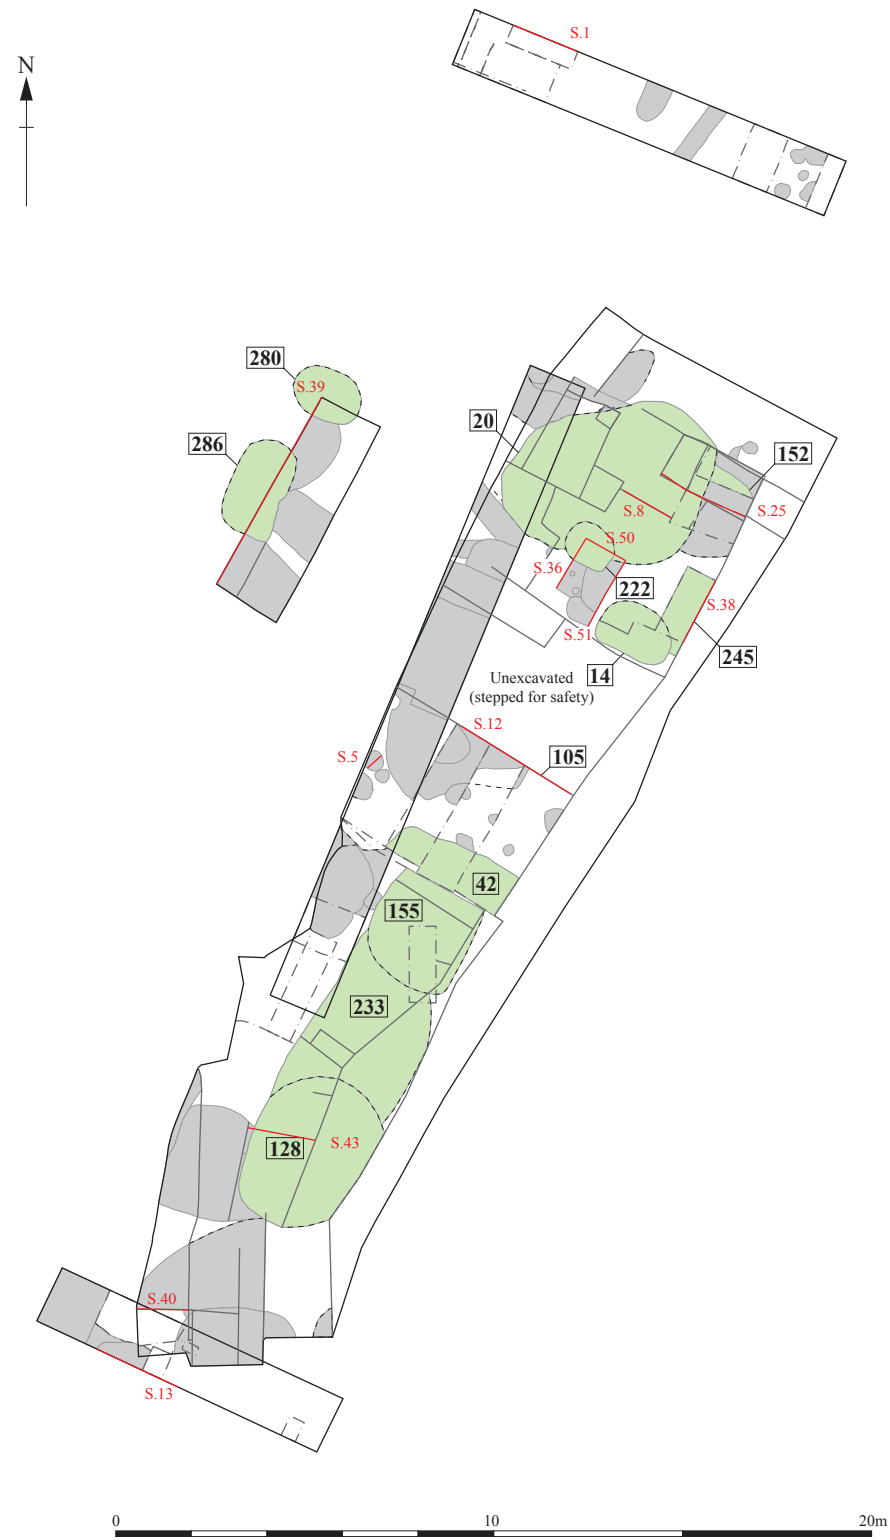 S.1
N
280
S.39
20
286
152
S.8
S.25
S.50
S.36
222
S.38
S.51
245
14
Unexcavated
(stepped for safety)
S.12
S.5
105
42
155
233
128
S.43
S.40
S.13
0 10 20m